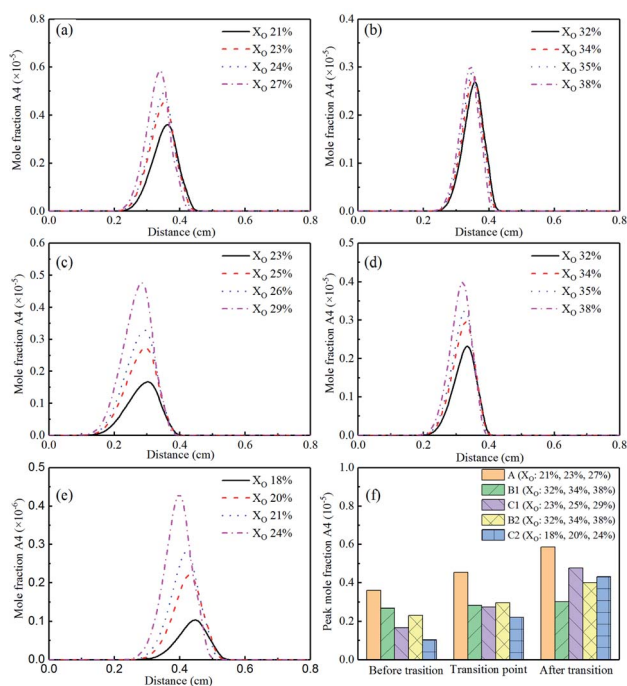 (a)
X_O 21%
X_O 23%
X_O 24%
X_O 27%
Mole fraction A4 (×10⁻⁵)
0.8
0.6
0.4
0.2
0.0
0.0 0.2 0.4 0.6 0.8
Distance (cm)
(b)
X_O 32%
X_O 34%
X_O 35%
X_O 38%
Mole fraction A4 (×10⁻⁵)
0.4
0.3
0.2
0.1
0.0
0.0 0.2 0.4 0.6 0.8
Distance (cm)
(c)
X_O 23%
X_O 25%
X_O 26%
X_O 29%
Mole fraction A4 (×10⁻⁵)
0.6
0.5
0.4
0.3
0.2
0.1
0.0
0.0 0.2 0.4 0.6 0.8
Distance (cm)
(d)
X_O 32%
X_O 34%
X_O 35%
X_O 38%
Mole fraction A4 (×10⁻⁵)
0.5
0.4
0.3
0.2
0.1
0.0
0.0 0.2 0.4 0.6 0.8
Distance (cm)
(e)
X_O 18%
X_O 20%
X_O 21%
X_O 24%
Mole fraction A4 (×10⁻⁶)
0.5
0.4
0.3
0.2
0.1
0.0
0.0 0.2 0.4 0.6 0.8
Distance (cm)
(f)
A (X_O: 21%, 23%, 27%)
B1 (X_O: 32%, 34%, 38%)
C1 (X_O: 23%, 25%, 29%)
B2 (X_O: 32%, 34%, 38%)
C2 (X_O: 18%, 20%, 24%)
Peak mole fraction A4 (10⁻⁵)
1.0
0.8
0.6
0.4
0.2
0.0
Before trasition Transition point After transition